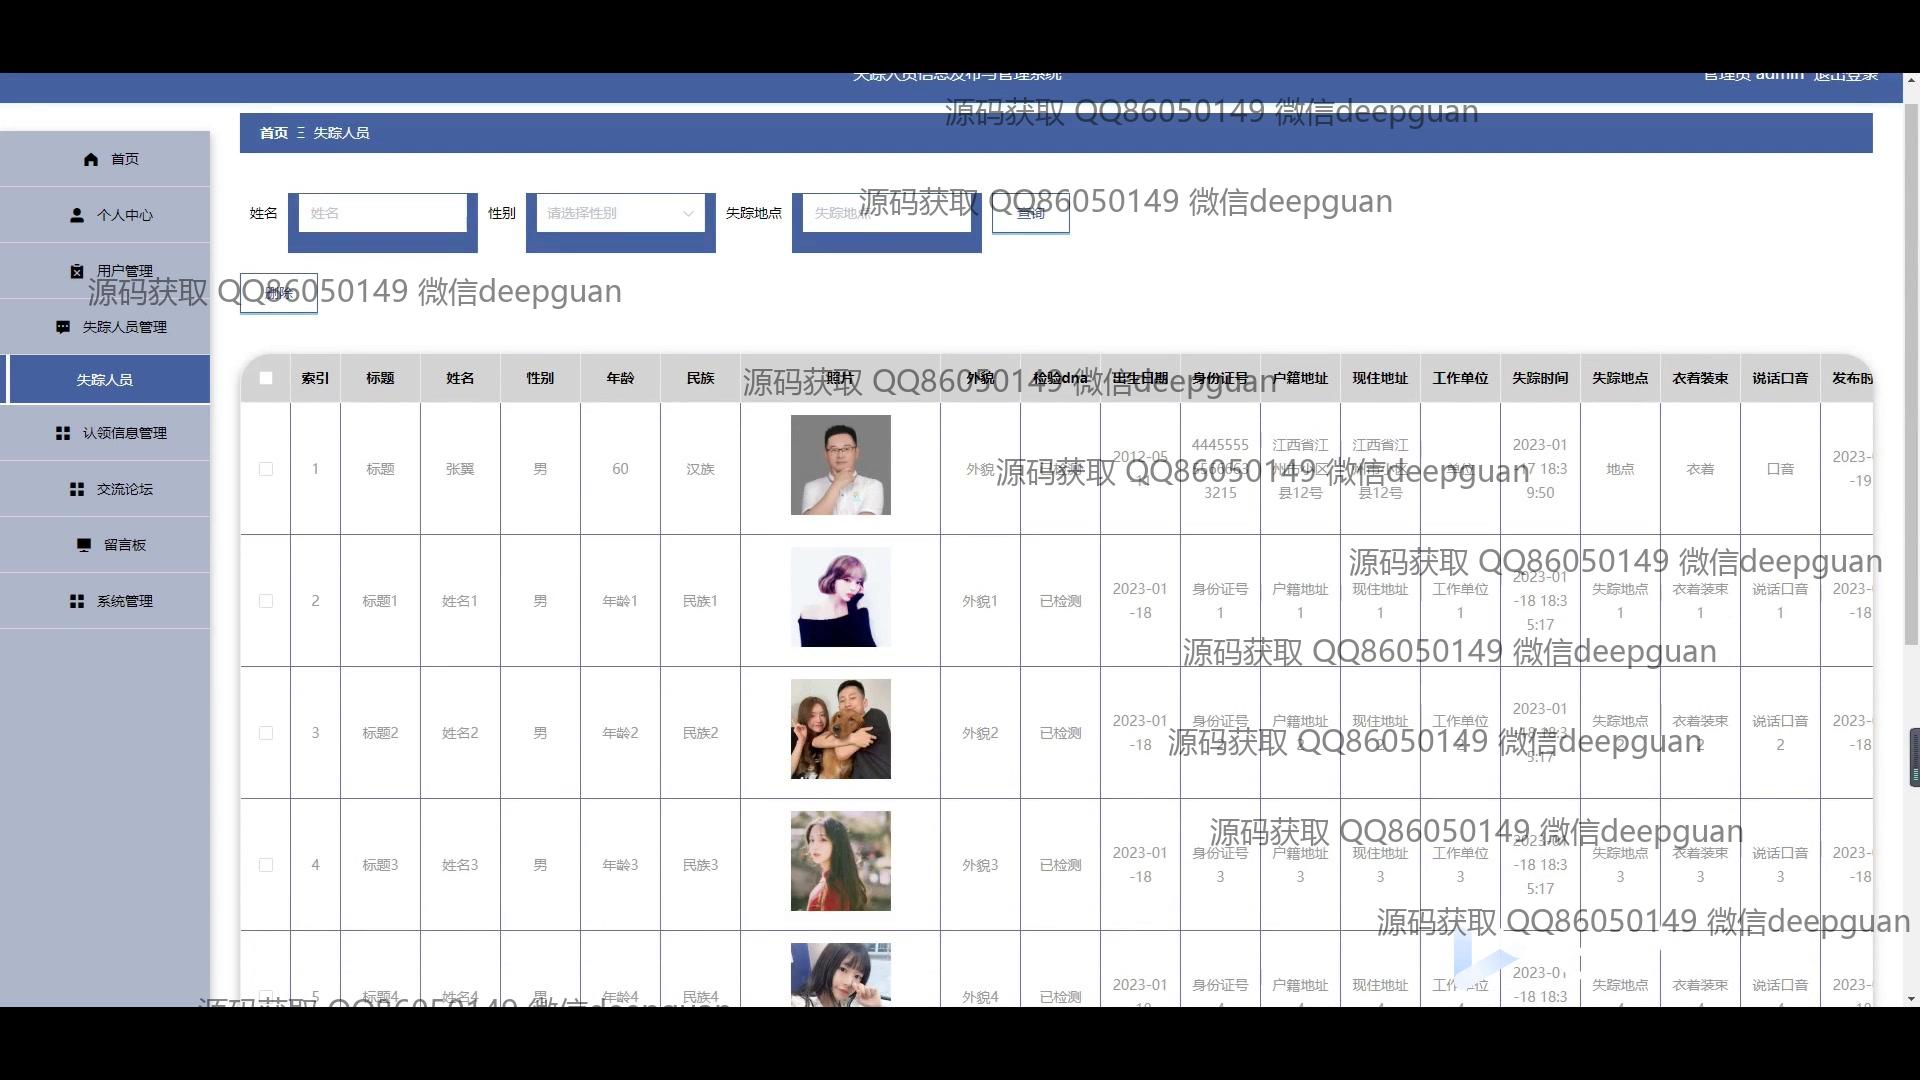 失踪人员信息发布与管理系统
管理员 admin 退出登录
源码获取 QQ86050149 微信deepguan
首页 Ξ 失踪人员
首页
个人中心
用户管理
失踪人员管理
失踪人员
认领信息管理
交流论坛
留言板
系统管理
姓名 姓名 性别 请选择性别 失踪地点 失踪地点 查询
源码获取 QQ86050149 微信deepguan
删除
源码获取 QQ86050149 微信deepguan
索引 标题 姓名 性别 年龄 民族 照片 外貌 检验dna 出生日期 身份证号 户籍地址 现住地址 工作单位 失踪时间 失踪地点 衣着装束 说话口音 发布时
源码获取 QQ86050149 微信deepguan
1 标题 张翼 男 60 汉族 外貌 已检测 2012-05 4445555 3215 江西省江 县12号 江西省江 县12号 单位 2023-01 -17 18:3 9:50 地点 衣着 口音 2023- -19
源码获取 QQ86050149 微信deepguan
源码获取 QQ86050149 微信deepguan
2 标题1 姓名1 男 年龄1 民族1 外貌1 已检测 2023-01 -18 身份证号 1 户籍地址 1 现住地址 1 工作单位 1 2023-01 -18 18:3 5:17 失踪地点 1 衣着装束 1 说话口音 1 2023- -18
源码获取 QQ86050149 微信deepguan
3 标题2 姓名2 男 年龄2 民族2 外貌2 已检测 2023-01 -18 身份证号 2 户籍地址 2 现住地址 2 工作单位 2 2023-01 -18 18:3 5:17 失踪地点 2 衣着装束 2 说话口音 2 2023- -18
源码获取 QQ86050149 微信deepguan
源码获取 QQ86050149 微信deepguan
4 标题3 姓名3 男 年龄3 民族3 外貌3 已检测 2023-01 -18 身份证号 3 户籍地址 3 现住地址 3 工作单位 3 2023-01 -18 18:3 5:17 失踪地点 3 衣着装束 3 说话口音 3 2023- -18
源码获取 QQ86050149 微信deepguan
5 标题4 姓名4 男 年龄4 民族4 外貌4 已检测 2023-01 -18 身份证号 户籍地址 现住地址 工作单位 2023-01 -18 18:3 失踪地点 衣着装束 说话口音 2023- -18
源码获取 QQ86050149 微信deepguan